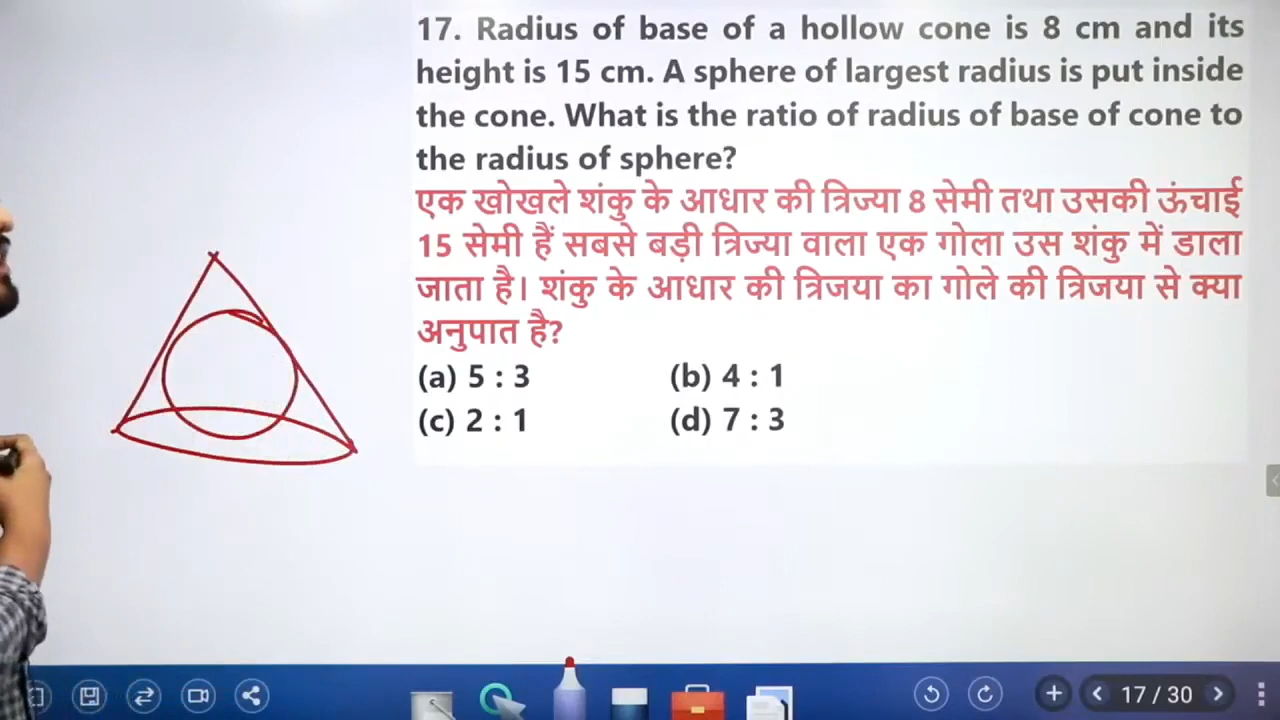 17. Radius of base of a hollow cone is 8 cm and its
height is 15 cm. A sphere of largest radius is put inside
the cone. What is the ratio of radius of base of cone to
the radius of sphere?
एक खोखले शंकु के आधार की त्रिज्या 8 सेमी तथा उसकी ऊंचाई
15 सेमी हैं सबसे बड़ी त्रिज्या वाला एक गोला उस शंकु में डाला
जाता है। शंकु के आधार की त्रिजया का गोले की त्रिजया से क्या
अनुपात है?
(a) 5 : 3 (b) 4 : 1
(c) 2 : 1 (d) 7 : 3
17 / 30